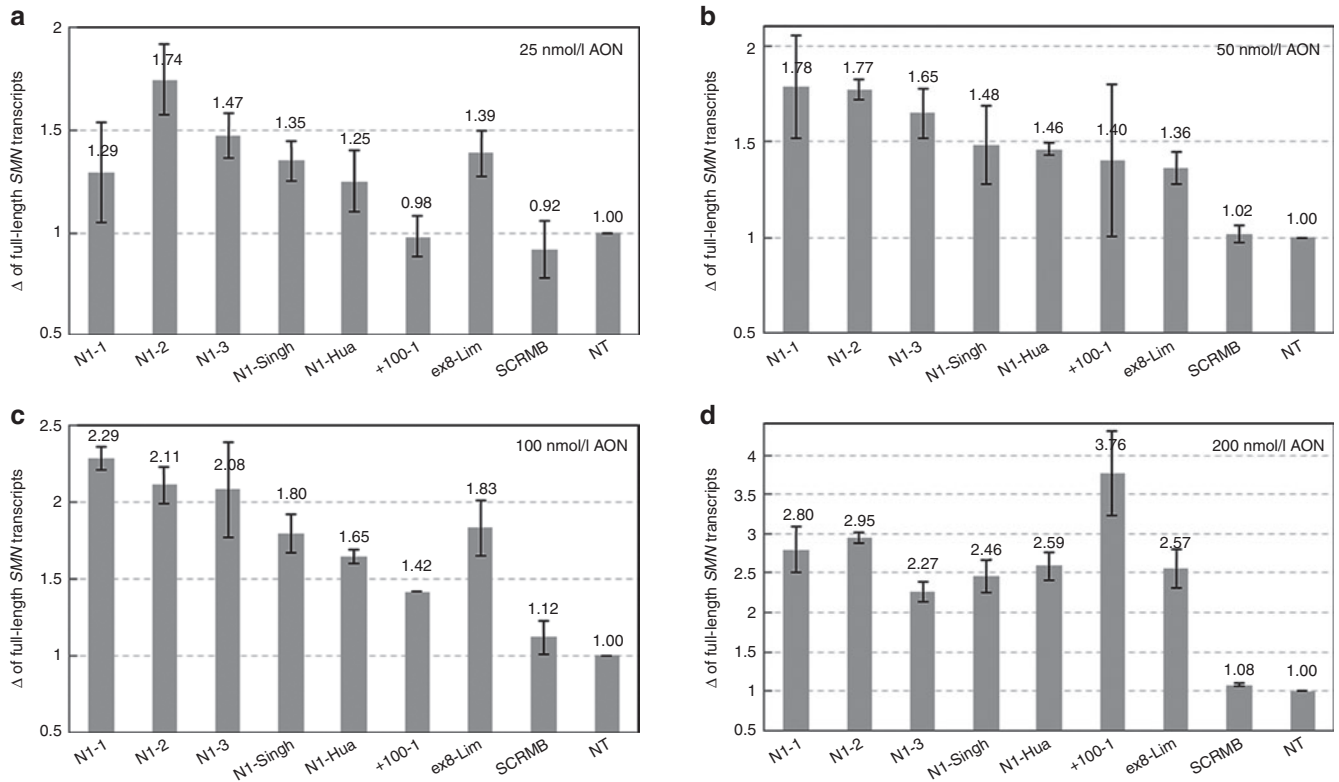 a
25 nmol/l AON
Δ of full-length SMN transcripts
2
1.5
1
0.5
1.29
1.74
1.47
1.35
1.25
0.98
1.39
0.92
1.00
N1-1
N1-2
N1-3
N1-Singh
N1-Hua
+100-1
ex8-Lim
SCRMB
NT
b
50 nmol/l AON
Δ of full-length SMN transcripts
2
1.5
1
0.5
1.78
1.77
1.65
1.48
1.46
1.40
1.36
1.02
1.00
N1-1
N1-2
N1-3
N1-Singh
N1-Hua
+100-1
ex8-Lim
SCRMB
NT
c
100 nmol/l AON
Δ of full-length SMN transcripts
2.5
2
1.5
1
0.5
2.29
2.11
2.08
1.80
1.65
1.42
1.83
1.12
1.00
N1-1
N1-2
N1-3
N1-Singh
N1-Hua
+100-1
ex8-Lim
SCRMB
NT
d
200 nmol/l AON
Δ of full-length SMN transcripts
4
3.5
3
2.5
2
1.5
1
0.5
2.80
2.95
2.27
2.46
2.59
3.76
2.57
1.08
1.00
N1-1
N1-2
N1-3
N1-Singh
N1-Hua
+100-1
ex8-Lim
SCRMB
NT